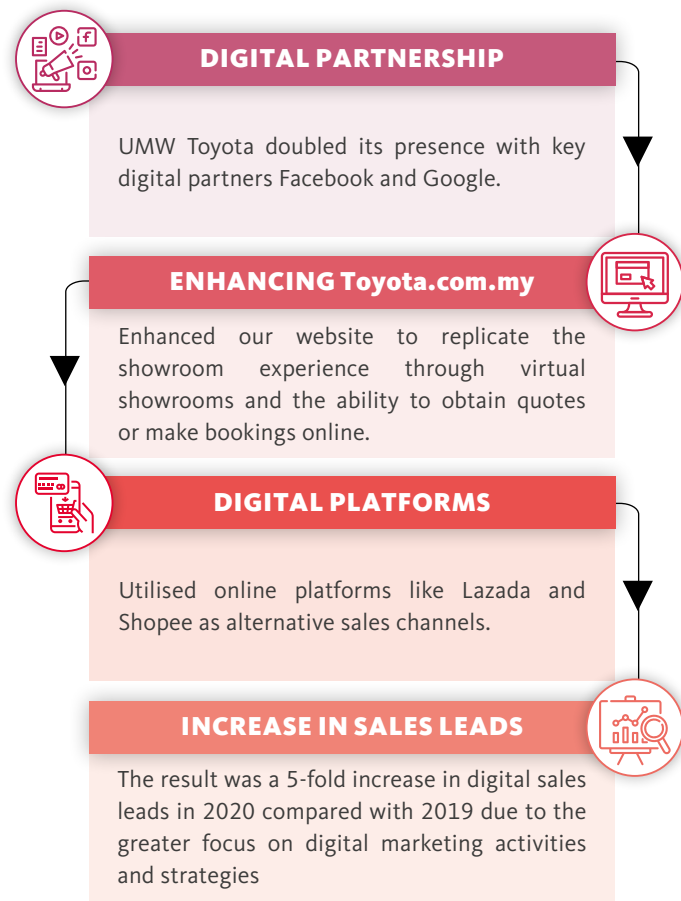 DIGITAL PARTNERSHIP
UMW Toyota doubled its presence with key
digital partners Facebook and Google.
ENHANCING Toyota.com.my
Enhanced our website to replicate the
showroom experience through virtual
showrooms and the ability to obtain quotes
or make bookings online.
DIGITAL PLATFORMS
Utilised online platforms like Lazada and
Shopee as alternative sales channels.
INCREASE IN SALES LEADS
The result was a 5-fold increase in digital sales
leads in 2020 compared with 2019 due to the
greater focus on digital marketing activities
and strategies